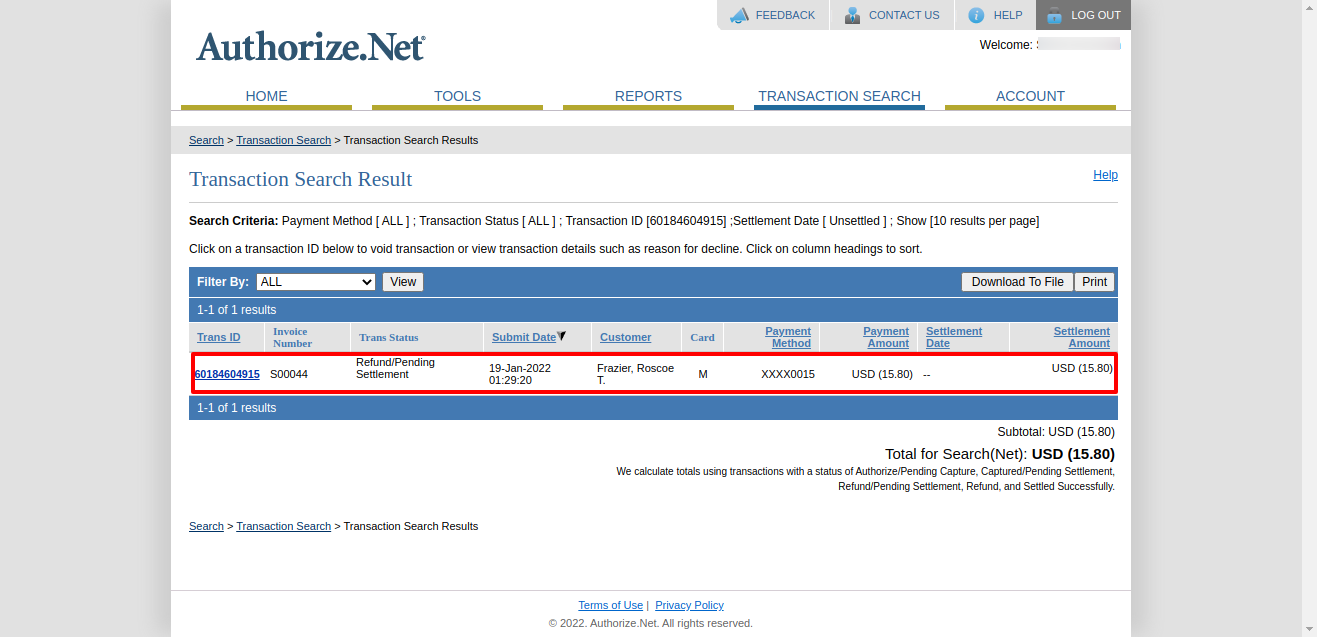 FEEDBACK CONTACT US HELP LOG OUT
Authorize.Net®
Welcome:
HOME TOOLS REPORTS TRANSACTION SEARCH ACCOUNT
Search > Transaction Search > Transaction Search Results
Transaction Search Result Help
Search Criteria: Payment Method [ ALL ] ; Transaction Status [ ALL ] ; Transaction ID [60184604915] ;Settlement Date [ Unsettled ] ; Show [10 results per page]
Click on a transaction ID below to void transaction or view transaction details such as reason for decline. Click on column headings to sort.
Filter By: ALL View Download To File Print
1-1 of 1 results
Trans ID Invoice Number Trans Status Submit Date Customer Card Payment Method Payment Amount Settlement Date Settlement Amount
60184604915 S00044 Refund/Pending Settlement 19-Jan-2022 01:29:20 Frazier, Roscoe T. M XXXX0015 USD (15.80) -- USD (15.80)
1-1 of 1 results
Subtotal: USD (15.80)
Total for Search(Net): USD (15.80)
We calculate totals using transactions with a status of Authorize/Pending Capture, Captured/Pending Settlement,
Refund/Pending Settlement, Refund, and Settled Successfully.
Search > Transaction Search > Transaction Search Results
Terms of Use | Privacy Policy
© 2022. Authorize.Net. All rights reserved.